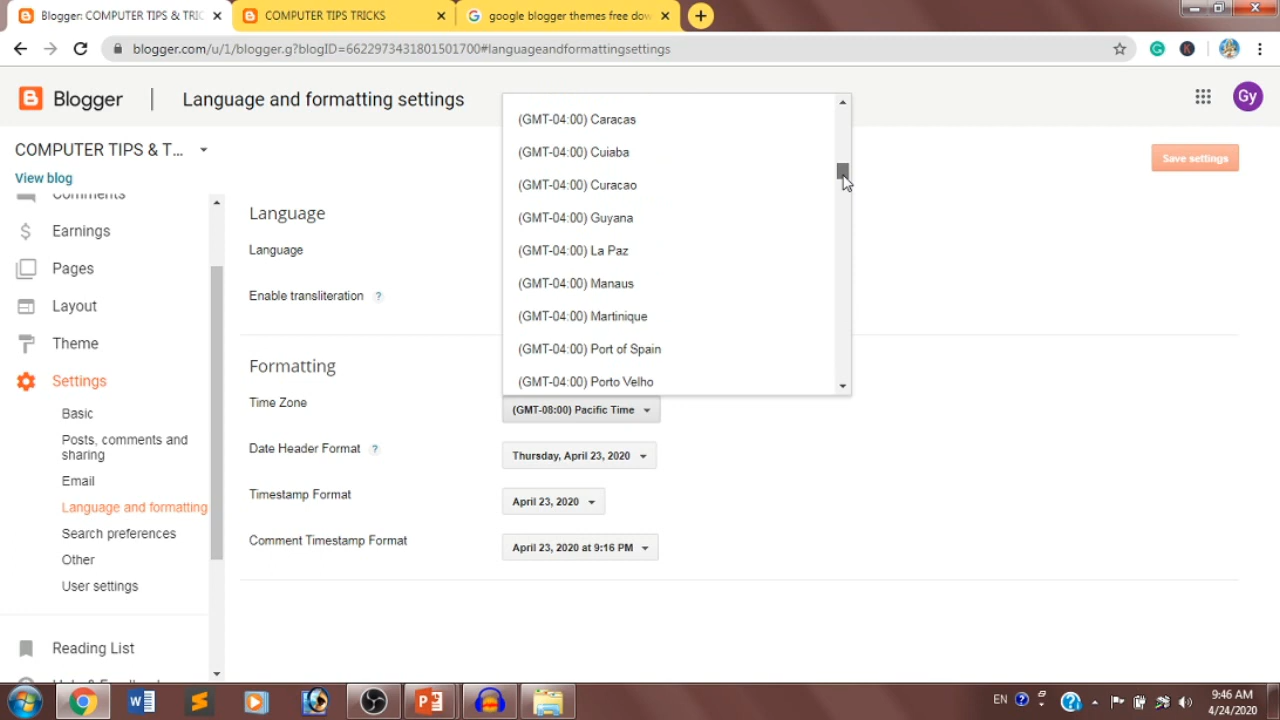 Blogger: COMPUTER TIPS & TRIC
COMPUTER TIPS TRICKS
google blogger themes free dow
blogger.com/u/1/blogger.g?blogID=6622973431801501700#languageandformattingsettings
Blogger
Language and formatting settings
Gy
COMPUTER TIPS & T...
View blog
Save settings
Comments
Earnings
Pages
Layout
Theme
Settings
Basic
Posts, comments and
sharing
Email
Language and formatting
Search preferences
Other
User settings
Reading List
Help & Feedback
Language
Language
Enable transliteration ?
Formatting
Time Zone
(GMT-04:00) Caracas
(GMT-04:00) Cuiaba
(GMT-04:00) Curacao
(GMT-04:00) Guyana
(GMT-04:00) La Paz
(GMT-04:00) Manaus
(GMT-04:00) Martinique
(GMT-04:00) Port of Spain
(GMT-04:00) Porto Velho
(GMT-08:00) Pacific Time
Date Header Format ?
Thursday, April 23, 2020
Timestamp Format
April 23, 2020
Comment Timestamp Format
April 23, 2020 at 9:16 PM
EN
9:46 AM
4/24/2020